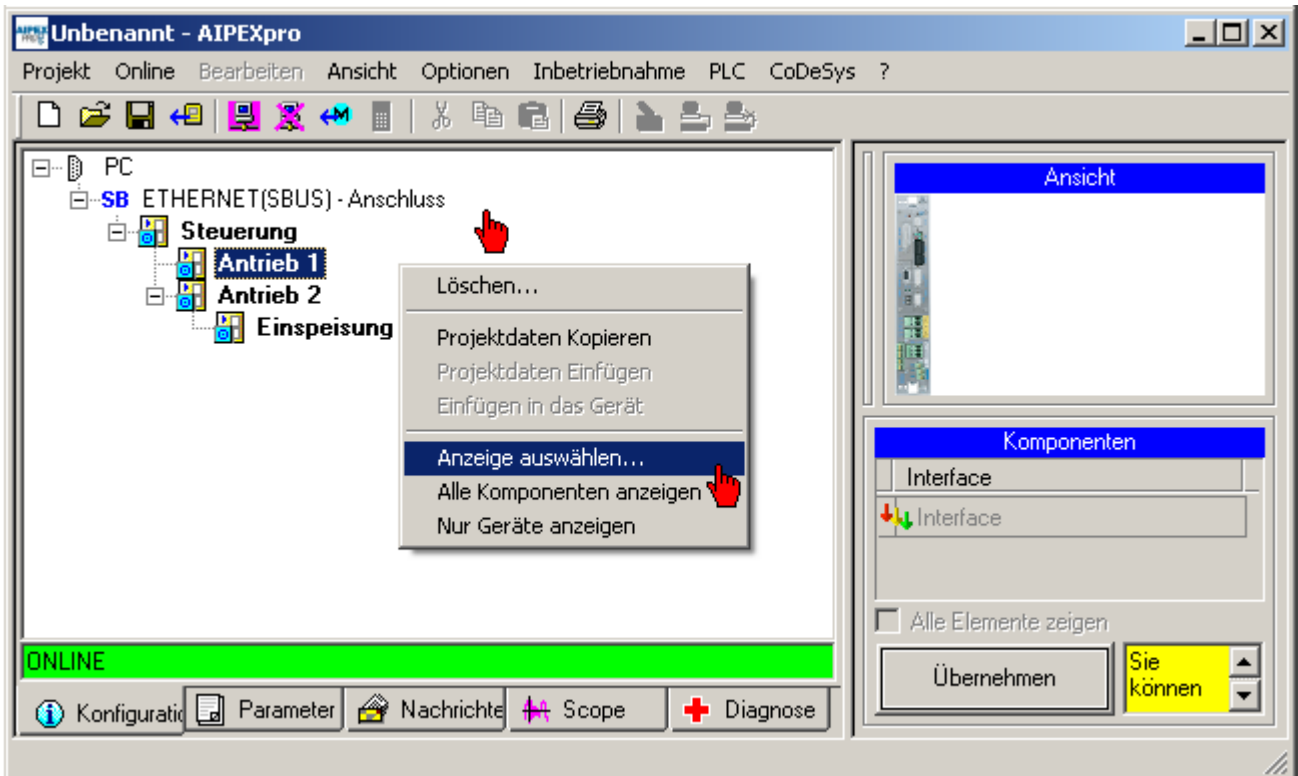 Unbenannt - AIPEXpro
Projekt Online Bearbeiten Ansicht Optionen Inbetriebnahme PLC CoDeSys ?
PC
SB ETHERNET(SBUS) - Anschluss
Steuerung
Antrieb 1
Antrieb 2
Einspeisung
Löschen...
Projektdaten Kopieren
Projektdaten Einfügen
Einfügen in das Gerät
Anzeige auswählen...
Alle Komponenten anzeigen
Nur Geräte anzeigen
ONLINE
Konfiguratic Parameter Nachrichte Scope Diagnose
Ansicht
Komponenten
Interface
Interface
Alle Elemente zeigen
Übernehmen
Sie
können